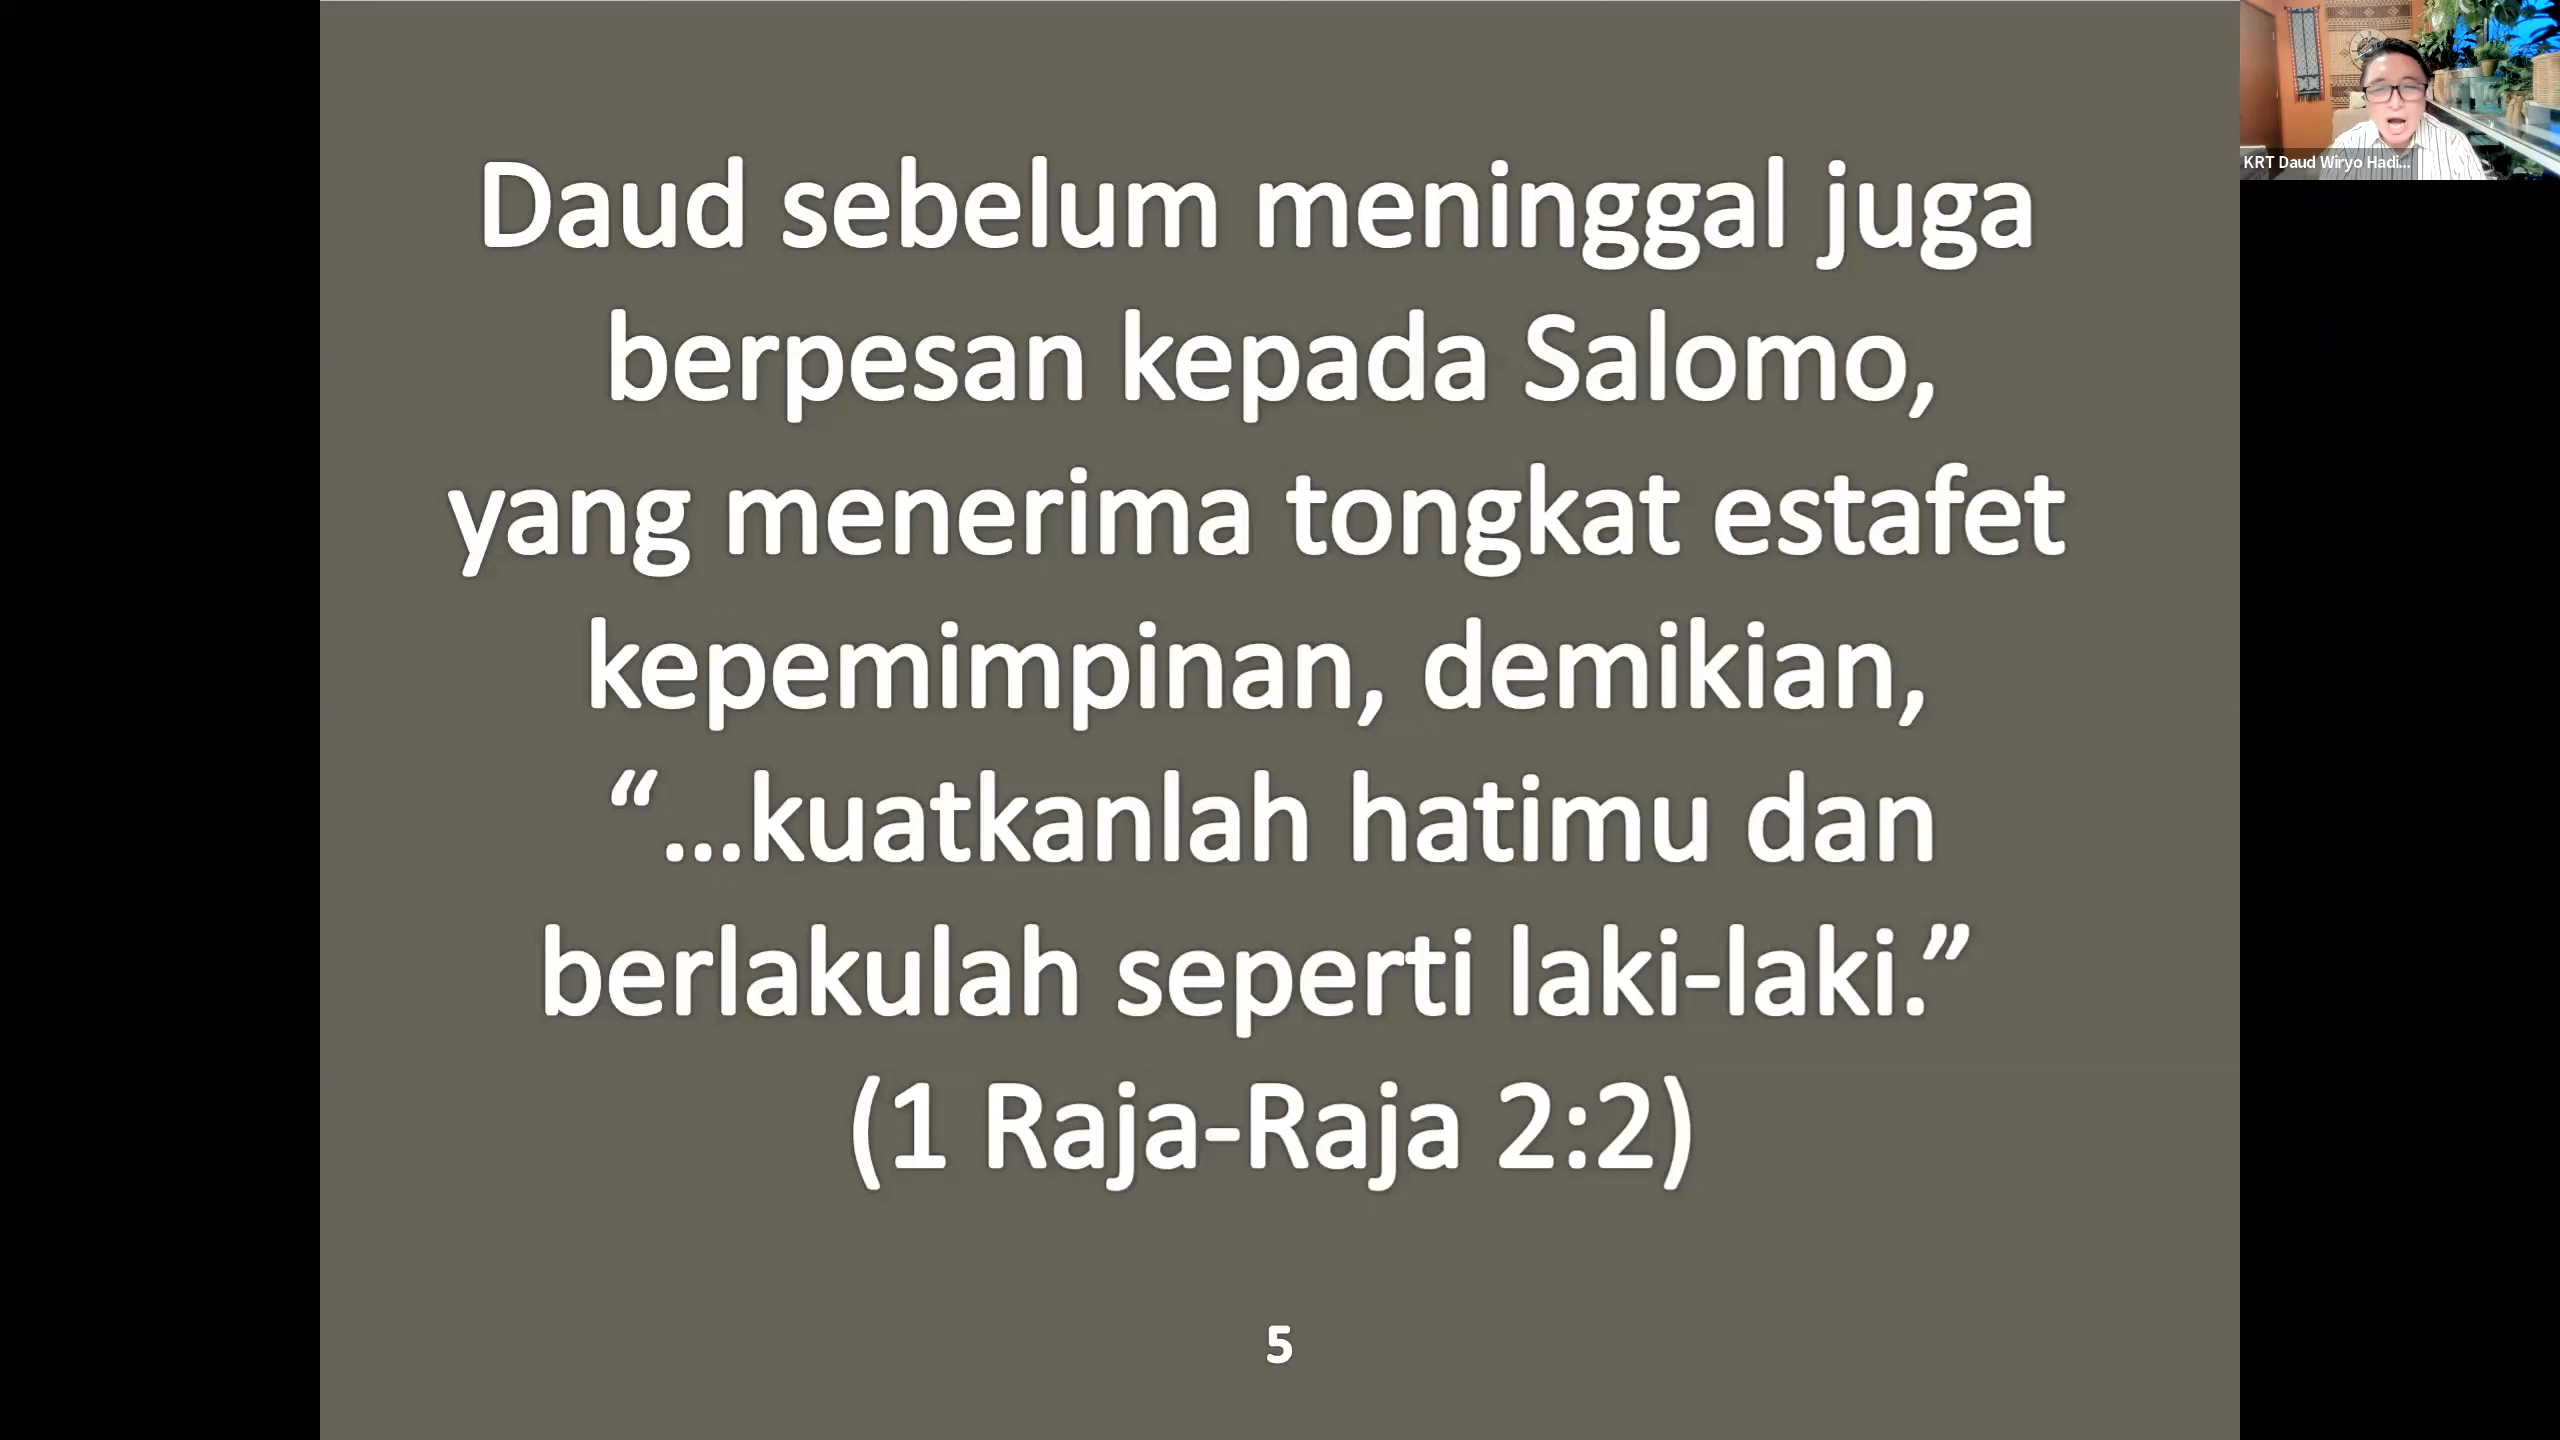 Daud sebelum meninggal juga
berpesan kepada Salomo,
yang menerima tongkat estafet
kepemimpinan, demikian,
“...kuatkanlah hatimu dan
berlakulah seperti laki-laki.”
(1 Raja-Raja 2:2)
5
KRT Daud Wiryo Hadi...